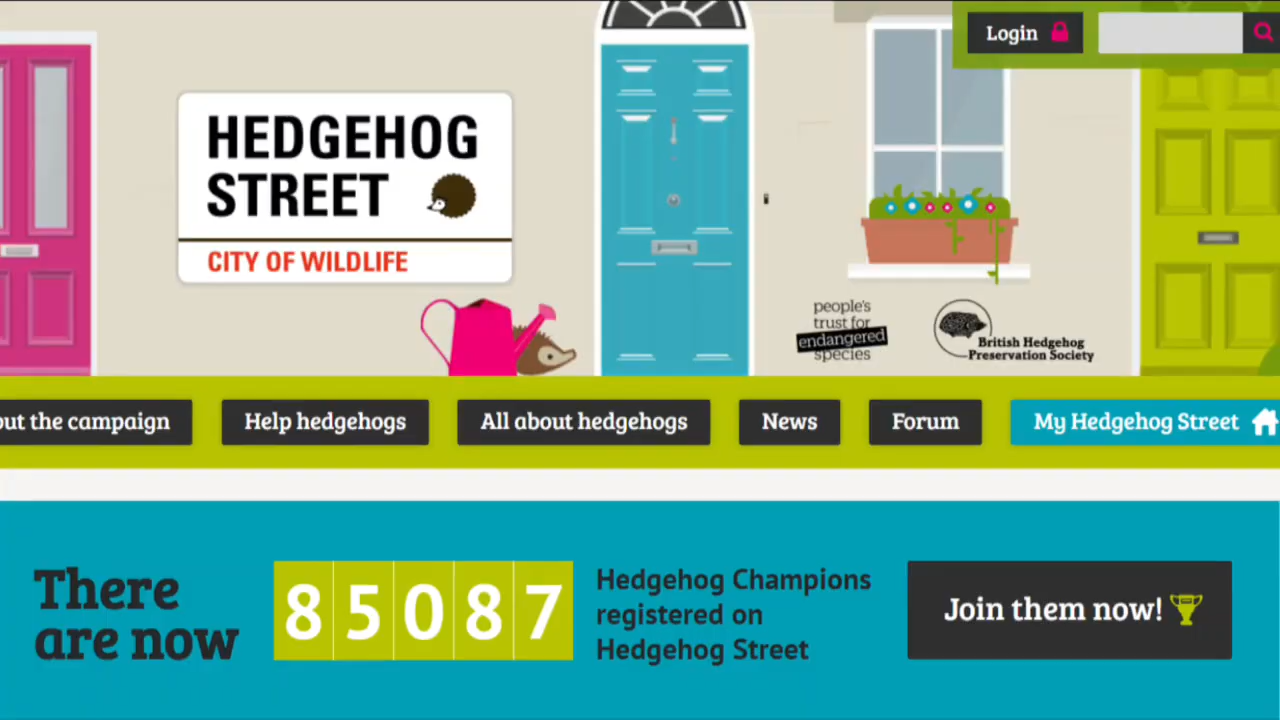 Login
HEDGEHOG
STREET
CITY OF WILDLIFE
people's
trust for
endangered
species
British Hedgehog
Preservation Society
out the campaign
Help hedgehogs
All about hedgehogs
News
Forum
My Hedgehog Street
There
are now
85087
Hedgehog Champions
registered on
Hedgehog Street
Join them now!